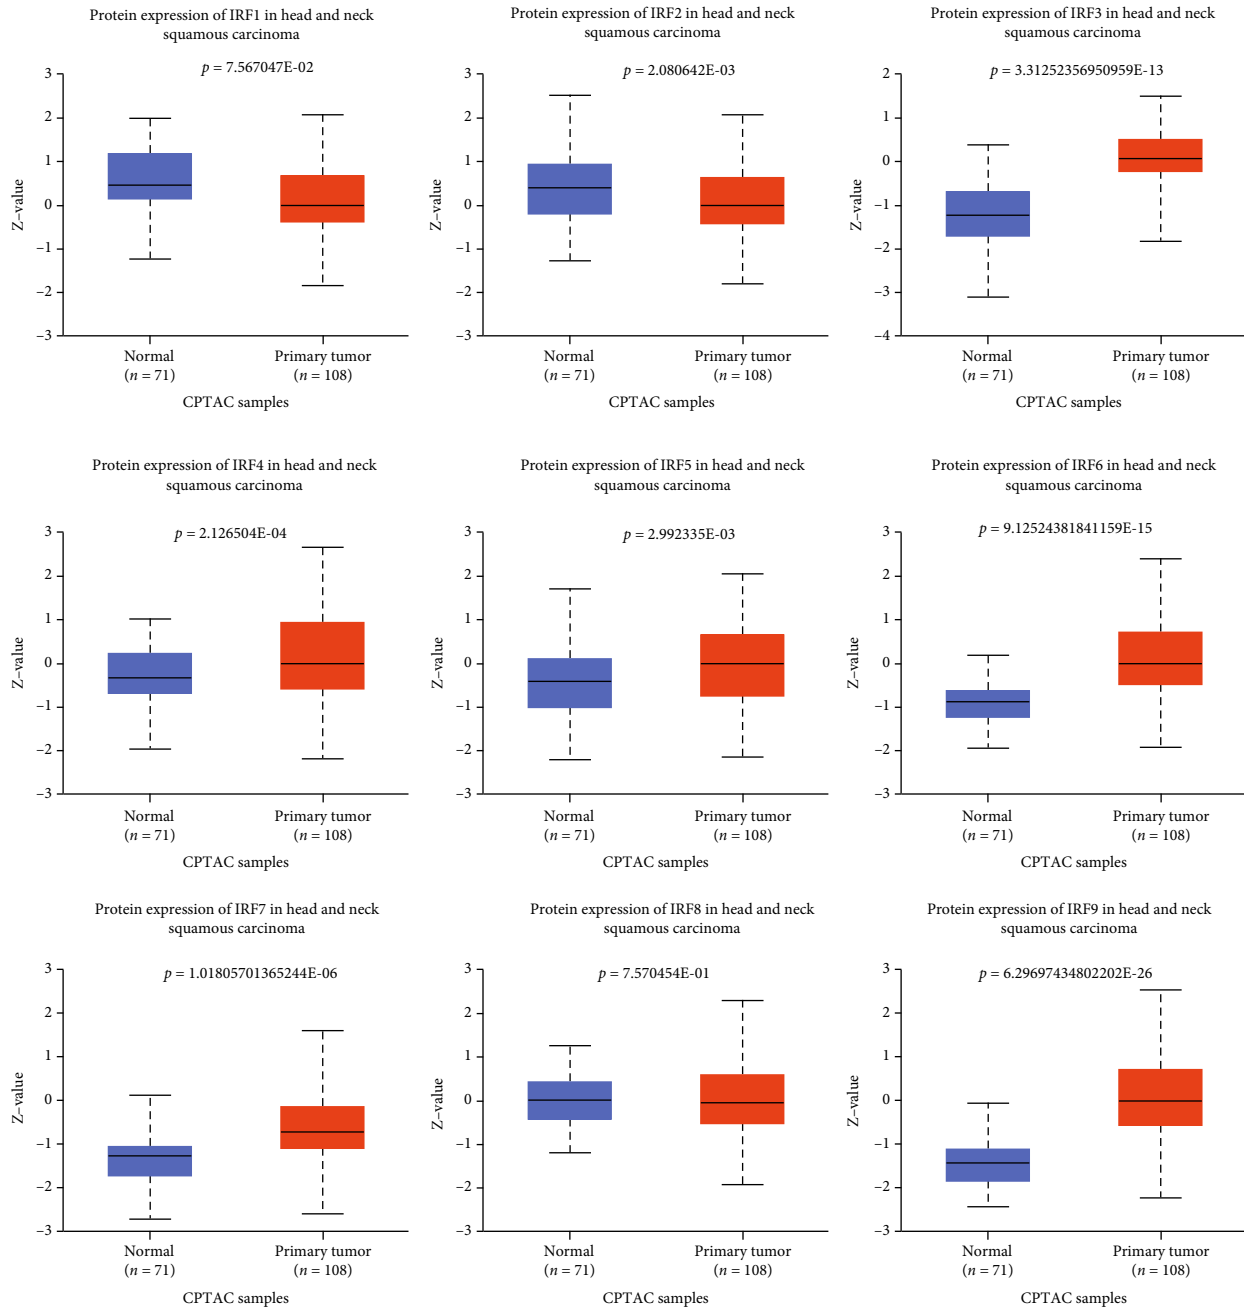 Protein expression of IRF1 in head and neck
squamous carcinoma
p = 7.567047E-02
3
2
1
0
−1
−2
−3
Z−value
Normal
(n = 71)
Primary tumor
(n = 108)
CPTAC samples
Protein expression of IRF2 in head and neck
squamous carcinoma
p = 2.080642E-03
3
2
1
0
−1
−2
−3
Z−value
Normal
(n = 71)
Primary tumor
(n = 108)
CPTAC samples
Protein expression of IRF3 in head and neck
squamous carcinoma
p = 3.31252356950959E-13
2
1
0
−1
−2
−3
−4
Z−value
Normal
(n = 71)
Primary tumor
(n = 108)
CPTAC samples
Protein expression of IRF4 in head and neck
squamous carcinoma
p = 2.126504E-04
3
2
1
0
−1
−2
−3
Z−value
Normal
(n = 71)
Primary tumor
(n = 108)
CPTAC samples
Protein expression of IRF5 in head and neck
squamous carcinoma
p = 2.992335E-03
3
2
1
0
−1
−2
−3
Z−value
Normal
(n = 71)
Primary tumor
(n = 108)
CPTAC samples
Protein expression of IRF6 in head and neck
squamous carcinoma
p = 9.12524381841159E-15
3
2
1
0
−1
−2
−3
Z−value
Normal
(n = 71)
Primary tumor
(n = 108)
CPTAC samples
Protein expression of IRF7 in head and neck
squamous carcinoma
p = 1.01805701365244E-06
3
2
1
0
−1
−2
−3
Z−value
Normal
(n = 71)
Primary tumor
(n = 108)
CPTAC samples
Protein expression of IRF8 in head and neck
squamous carcinoma
p = 7.570454E-01
3
2
1
0
−1
−2
−3
Z−value
Normal
(n = 71)
Primary tumor
(n = 108)
CPTAC samples
Protein expression of IRF9 in head and neck
squamous carcinoma
p = 6.29697434802202E-26
3
2
1
0
−1
−2
−3
Z−value
Normal
(n = 71)
Primary tumor
(n = 108)
CPTAC samples